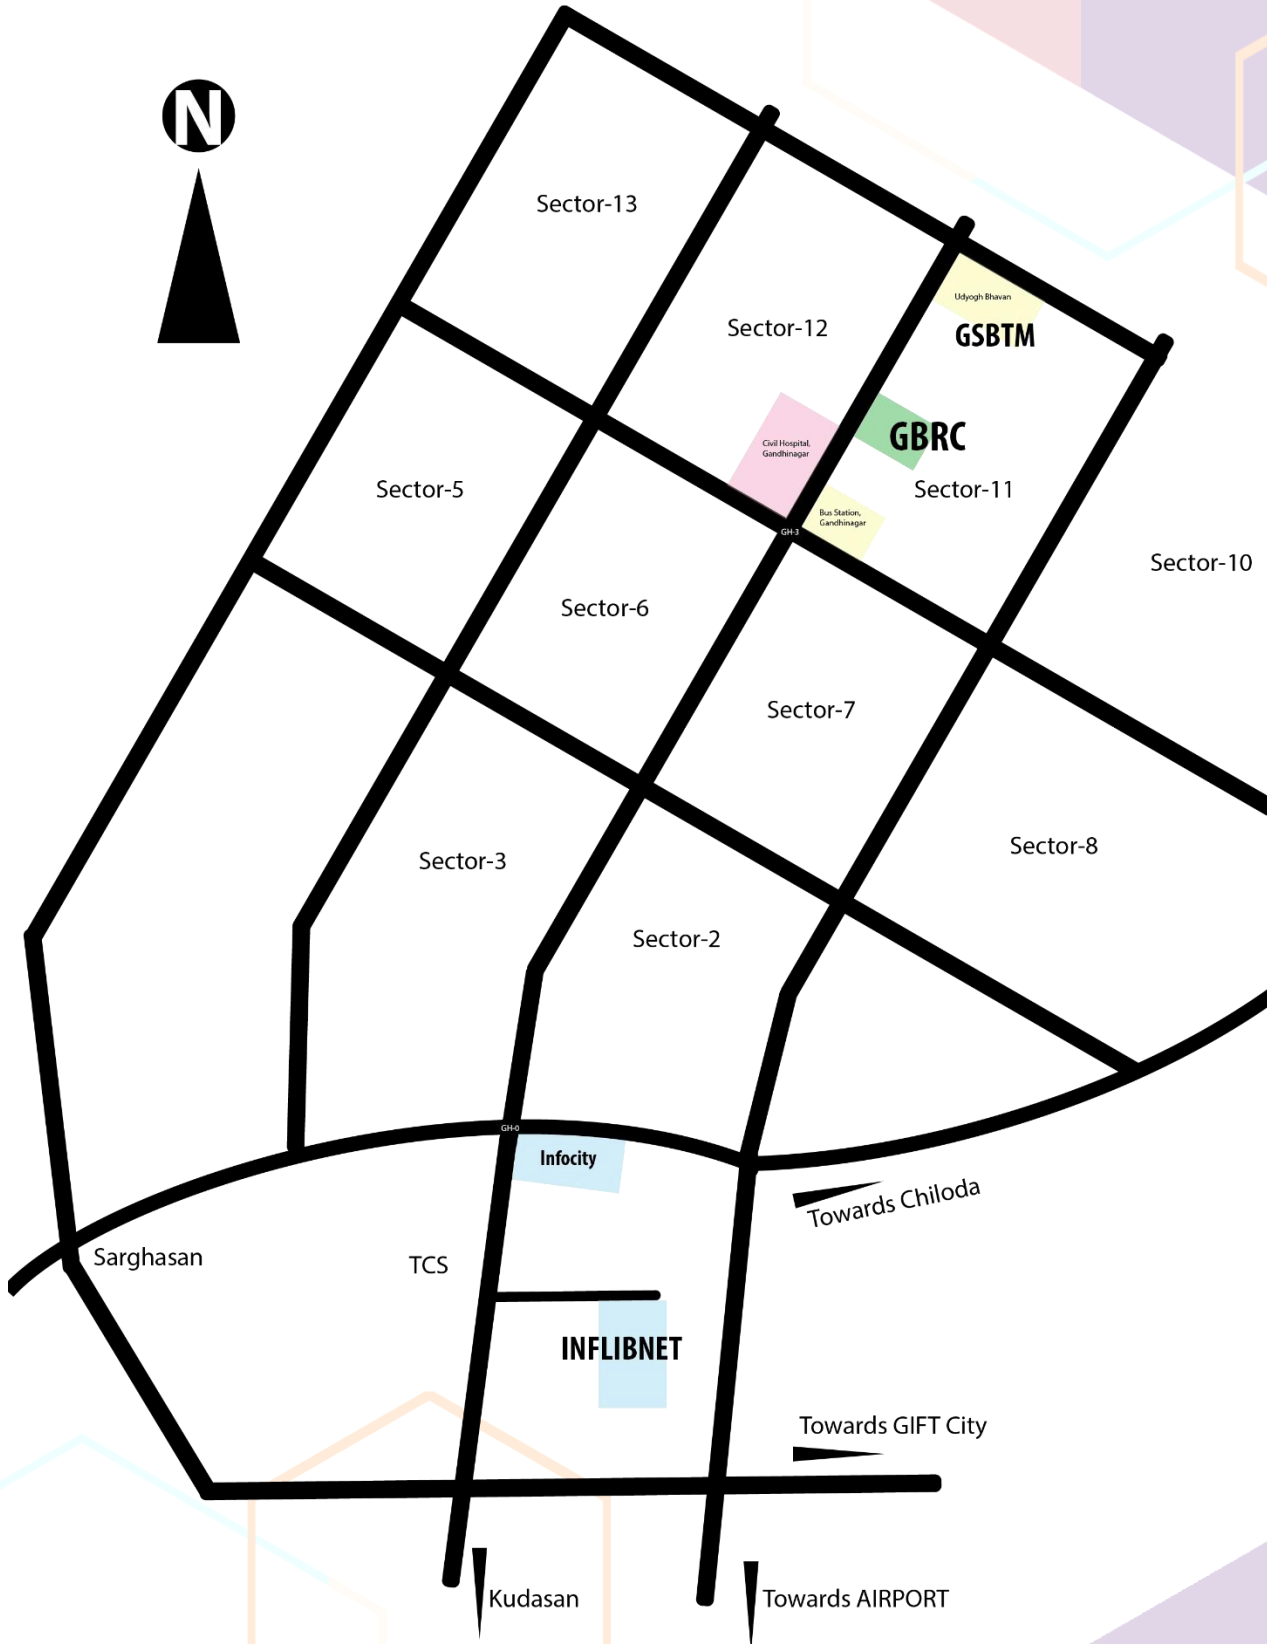 N
Sector-13
Udyogh Bhavan
GSBTM
Sector-12
Civil Hospital,
Gandhinagar
GBRC
Sector-11
Sector-5
Bus Station,
Gandhinagar
GH-3
Sector-10
Sector-6
Sector-7
Sector-8
Sector-3
Sector-2
GH-0
Infocity
Towards Chiloda
Sarghasan
TCS
INFLIBNET
Towards GIFT City
Kudasan
Towards AIRPORT